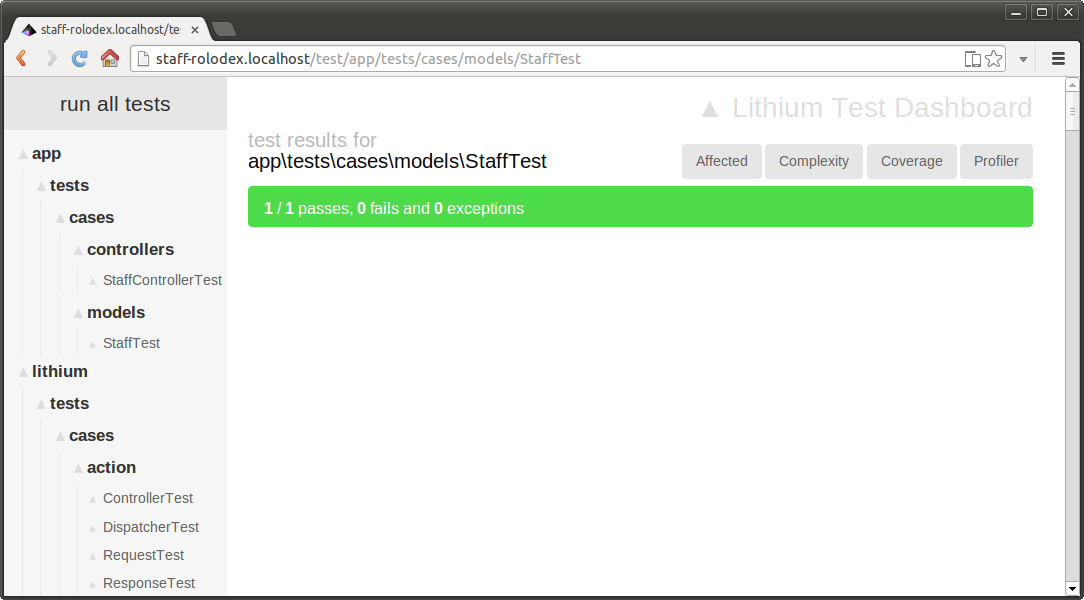 staff-rolodex.localhost/te
staff-rolodex.localhost/test/app/tests/cases/models/StaffTest
run all tests
▲ Lithium Test Dashboard
test results for
app\tests\cases\models\StaffTest
Affected
Complexity
Coverage
Profiler
1 / 1 passes, 0 fails and 0 exceptions
app
tests
cases
controllers
StaffControllerTest
models
StaffTest
lithium
tests
cases
action
ControllerTest
DispatcherTest
RequestTest
ResponseTest